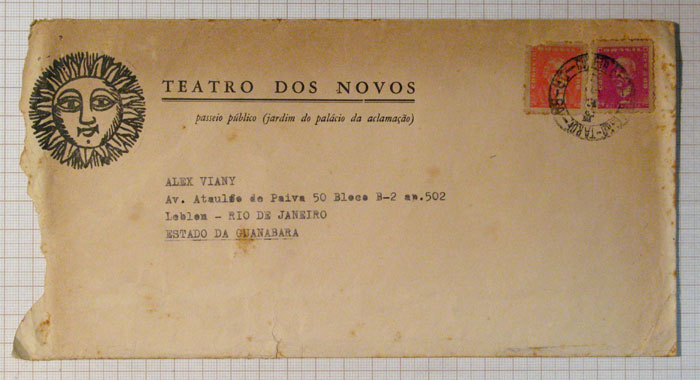 TEATRO DOS NOVOS
passeio público (jardim do palácio da aclamação)
ALEX VIANY
Av. Ataulfo de Paiva 50 Bloco B-2 ap.502
Leblon - RIO DE JANEIRO
ESTADO DA GUANABARA